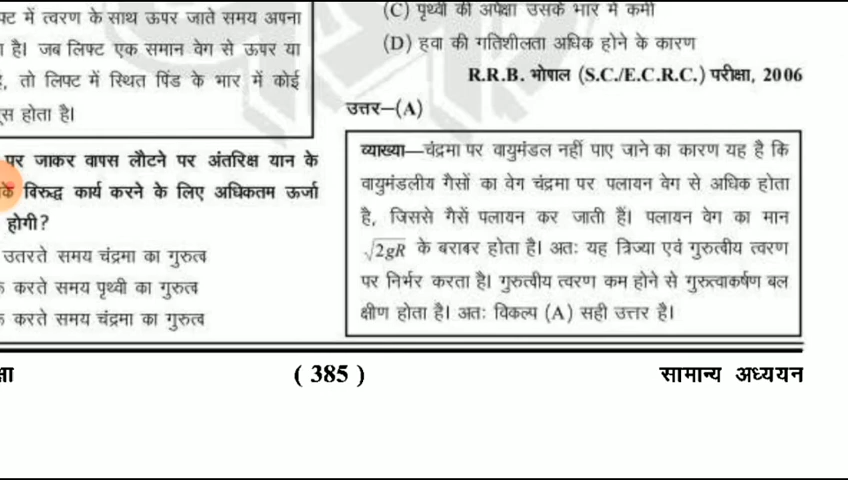 में त्वरण के साथ ऊपर जाते समय अपना
है। जब लिफ्ट एक समान वेग से ऊपर या
तो लिफ्ट में स्थित पिंड के भार में कोई
होता है।
पर जाकर वापस लौटने पर अंतरिक्ष यान के
के विरुद्ध कार्य करने के लिए अधिकतम ऊर्जा
होगी?
उतरते समय चंद्रमा का गुरुत्व
करते समय पृथ्वी का गुरुत्व
करते समय चंद्रमा का गुरुत्व
(C) पृथ्वी की अपेक्षा उसके भार में कमी
(D) हवा की गतिशीलता अधिक होने के कारण
R.R.B. भोपाल (S.C./E.C.R.C.) परीक्षा, 2006
उत्तर–(A)
व्याख्या—चंद्रमा पर वायुमंडल नहीं पाए जाने का कारण यह है कि
वायुमंडलीय गैसों का वेग चंद्रमा पर पलायन वेग से अधिक होता
है, जिससे गैसें पलायन कर जाती हैं। पलायन वेग का मान
√2gR के बराबर होता है। अतः यह त्रिज्या एवं गुरुत्वीय त्वरण
पर निर्भर करता है। गुरुत्वीय त्वरण कम होने से गुरुत्वाकर्षण बल
क्षीण होता है। अतः विकल्प (A) सही उत्तर है।
( 385 )
सामान्य अध्ययन